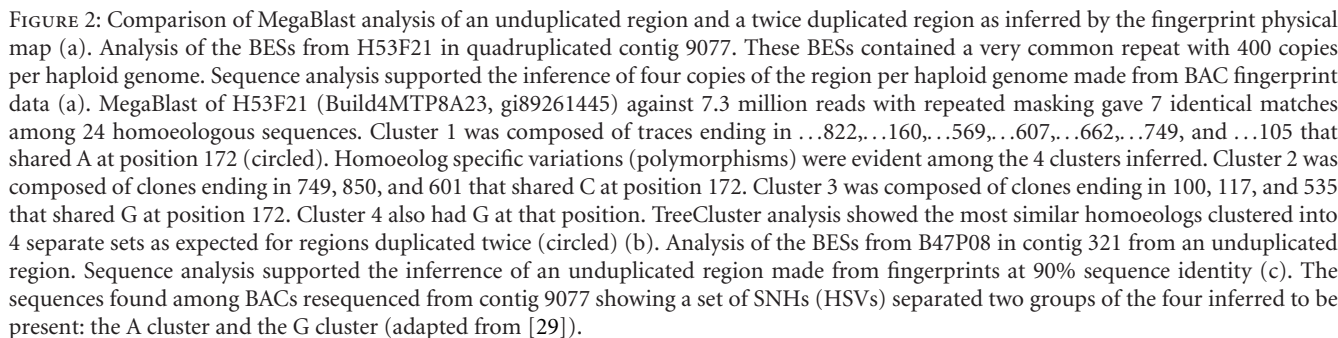 FIGURE 2: Comparison of MegaBlast analysis of an unduplicated region and a twice duplicated region as inferred by the fingerprint physical
map (a). Analysis of the BESs from H53F21 in quadruplicated contig 9077. These BESs contained a very common repeat with 400 copies
per haploid genome. Sequence analysis supported the inference of four copies of the region per haploid genome made from BAC fingerprint
data (a). MegaBlast of H53F21 (Build4MTP8A23, gi89261445) against 7.3 million reads with repeated masking gave 7 identical matches
among 24 homoeologous sequences. Cluster 1 was composed of traces ending in …822,…160,…569,…607,…662,…749, and …105 that
shared A at position 172 (circled). Homoeolog specific variations (polymorphisms) were evident among the 4 clusters inferred. Cluster 2 was
composed of clones ending in 749, 850, and 601 that shared C at position 172. Cluster 3 was composed of clones ending in 100, 117, and 535
that shared G at position 172. Cluster 4 also had G at that position. TreeCluster analysis showed the most similar homoeologs clustered into
4 separate sets as expected for regions duplicated twice (circled) (b). Analysis of the BESs from B47P08 in contig 321 from an unduplicated
region. Sequence analysis supported the inferrence of an unduplicated region made from fingerprints at 90% sequence identity (c). The
sequences found among BACs resequenced from contig 9077 showing a set of SNHs (HSVs) separated two groups of the four inferred to be
present: the A cluster and the G cluster (adapted from [29]).